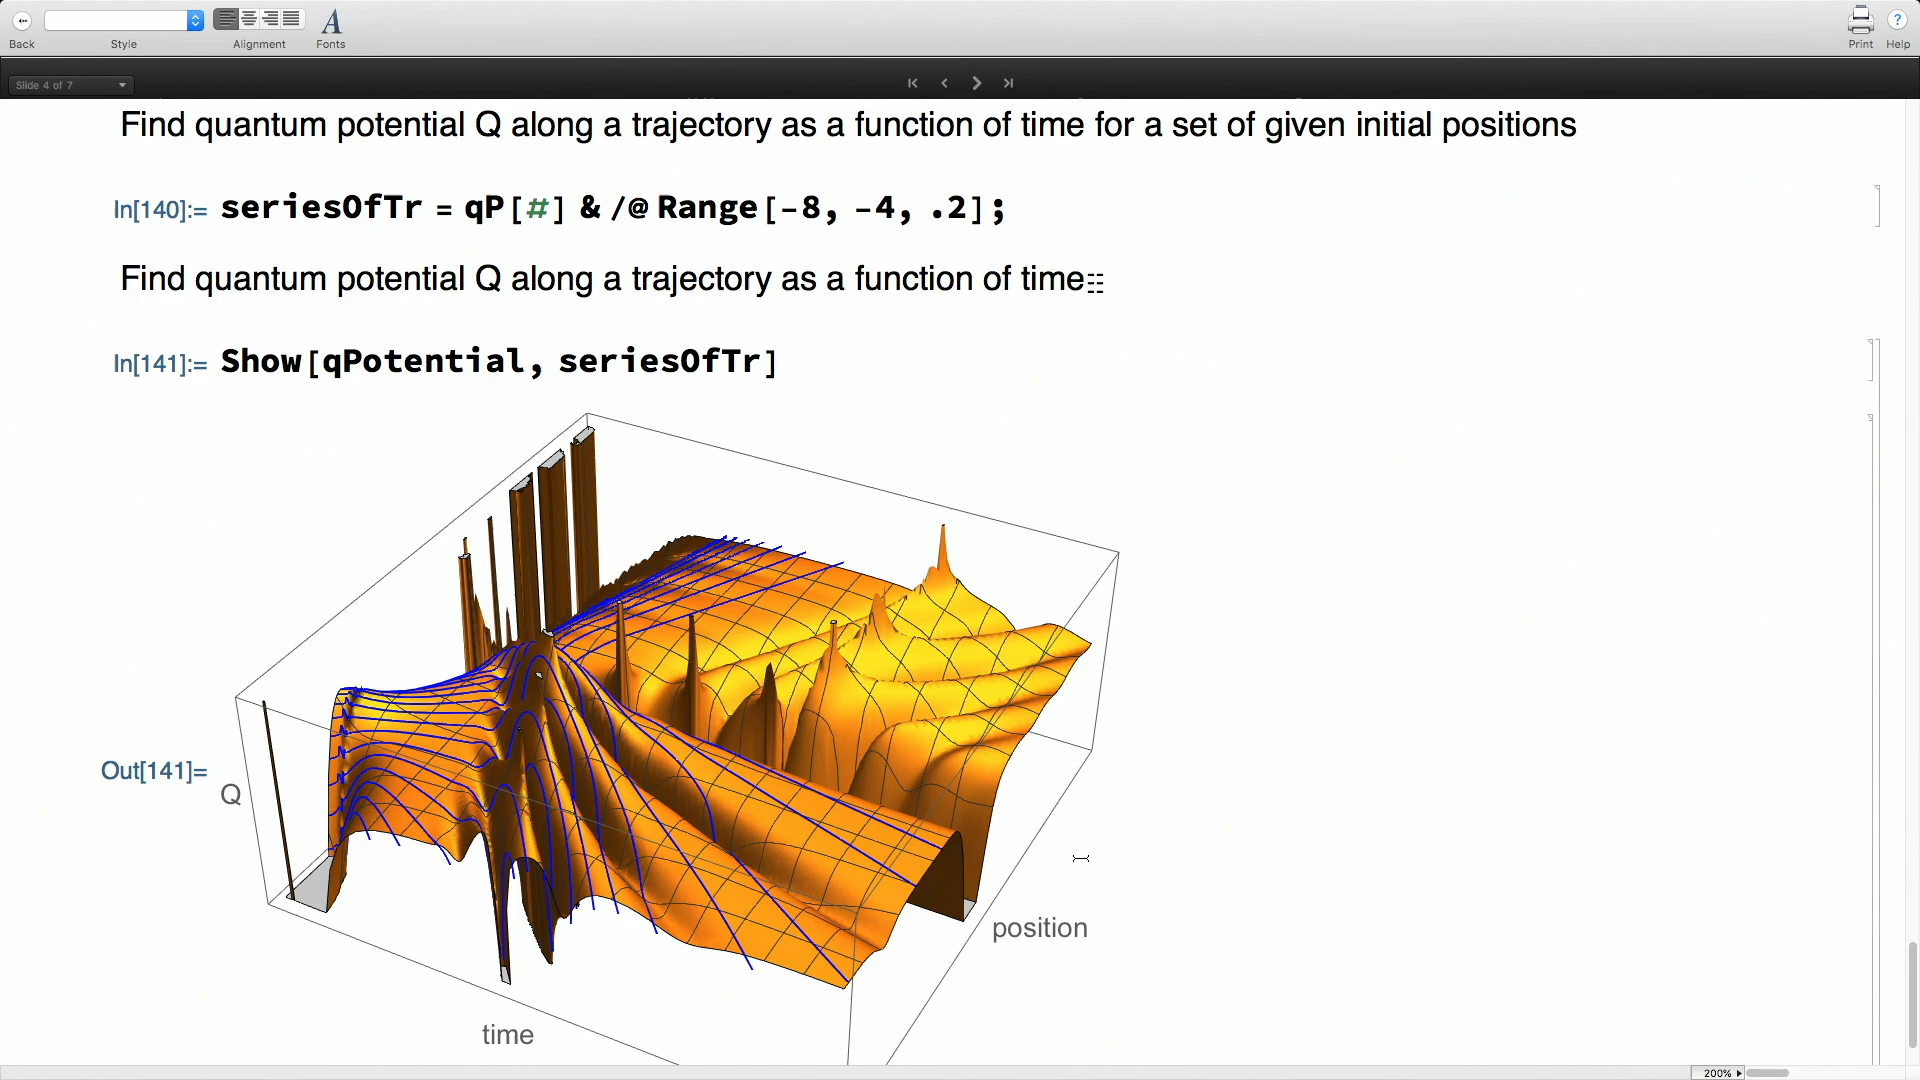 Back
Style
Alignment
A
Fonts
Print
?
Help
Slide 4 of 7
Find quantum potential Q along a trajectory as a function of time for a set of given initial positions
In[140]:= seriesOfTr = qP[#] & /@ Range[-8, -4, .2];
Find quantum potential Q along a trajectory as a function of time
In[141]:= Show[qPotential, seriesOfTr]
Out[141]=
Q
position
time
200%